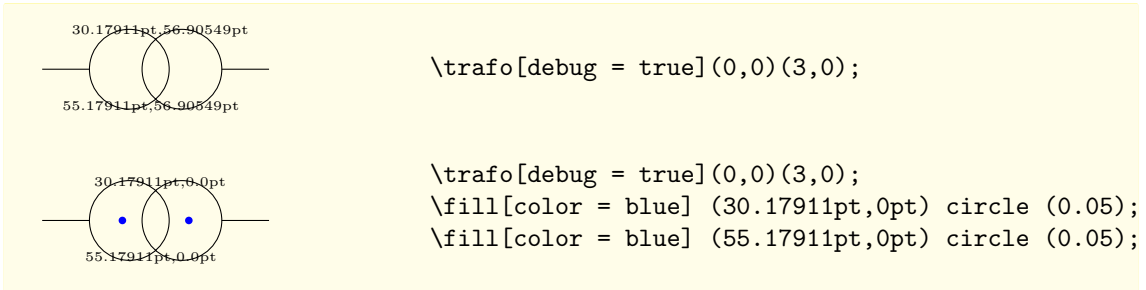 30.17911pt,56.90549pt
\trafo[debug = true](0,0)(3,0);
55.17911pt,56.90549pt
30.17911pt,0.0pt
\trafo[debug = true](0,0)(3,0);
\fill[color = blue] (30.17911pt,0pt) circle (0.05);
\fill[color = blue] (55.17911pt,0pt) circle (0.05);
55.17911pt,0.0pt